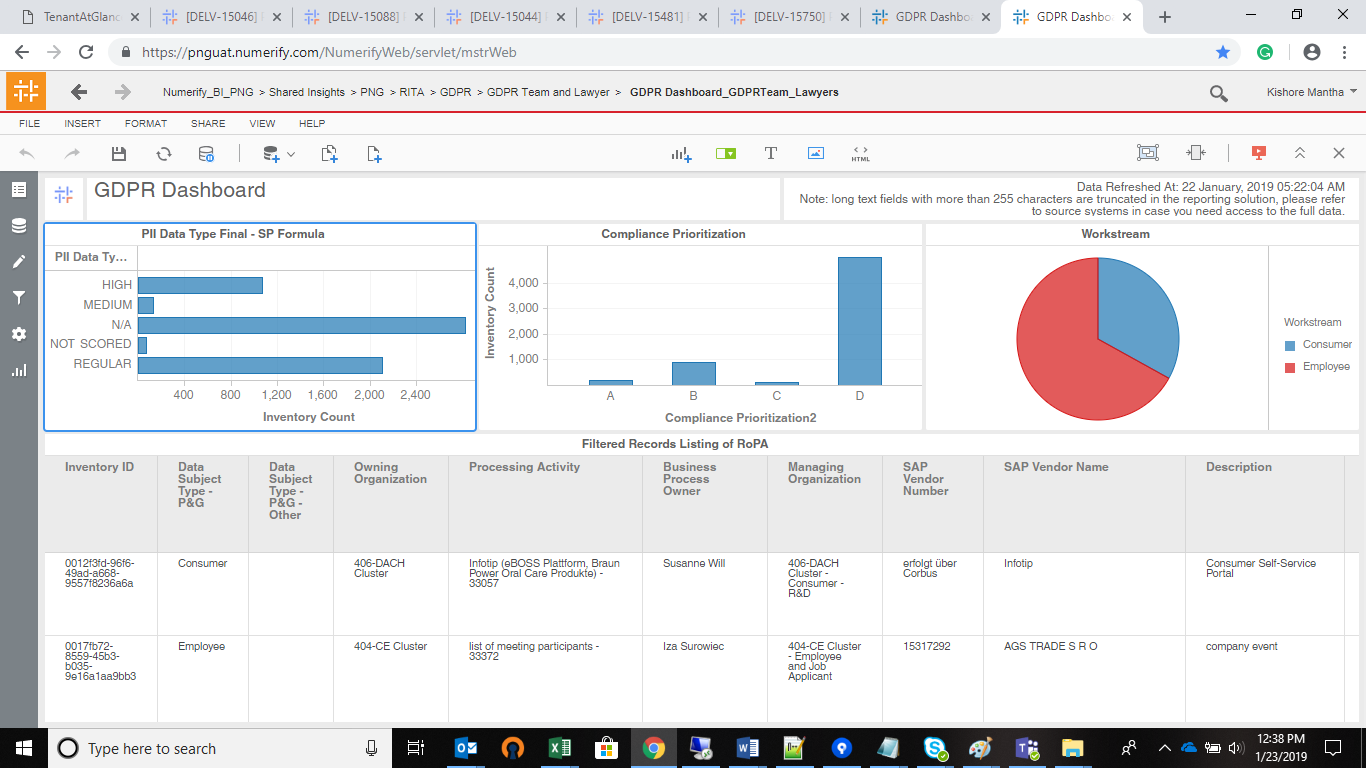 TenantAtGlanc
[DELV-15046]
[DELV-15088]
[DELV-15044]
[DELV-15481]
[DELV-15750]
GDPR Dashbo
GDPR Dashbo
https://pnguat.numerify.com/NumerifyWeb/servlet/mstrWeb
Numerify_BI_PNG > Shared Insights > PNG > RITA > GDPR > GDPR Team and Lawyer > GDPR Dashboard_GDPRTeam_Lawyers
Kishore Mantha
FILE INSERT FORMAT SHARE VIEW HELP
HTML
GDPR Dashboard
Data Refreshed At: 22 January, 2019 05:22:04 AM
Note: long text fields with more than 255 characters are truncated in the reporting solution, please refer
to source systems in case you need access to the full data.
PII Data Type Final - SP Formula
PII Data Ty...
HIGH
MEDIUM
N/A
NOT SCORED
REGULAR
400 800 1,200 1,600 2,000 2,400
Inventory Count
Compliance Prioritization
Inventory Count
4,000
3,000
2,000
1,000
A B C D
Compliance Prioritization2
Workstream
Workstream
Consumer
Employee
Filtered Records Listing of RoPA
Inventory ID
Data
Subject
Type -
P&G
Data
Subject
Type -
P&G -
Other
Owning
Organization
Processing Activity
Business
Process
Owner
Managing
Organization
SAP
Vendor
Number
SAP Vendor Name
Description
0012f3fd-96f6-
49ad-a668-
9557f8236a6a
Consumer
406-DACH
Cluster
Infotip (eBOSS Plattform, Braun
Power Oral Care Produkte) -
33057
Susanne Will
406-DACH
Cluster -
Consumer -
R&D
erfolgt über
Corbus
Infotip
Consumer Self-Service
Portal
0017fb72-
8559-45b3-
b035-
9e16a1aa9bb3
Employee
404-CE Cluster
list of meeting participants -
33372
Iza Surowiec
404-CE Cluster
- Employee
and Job
Applicant
15317292
AGS TRADE S R O
company event
Type here to search
12:38 PM
1/23/2019